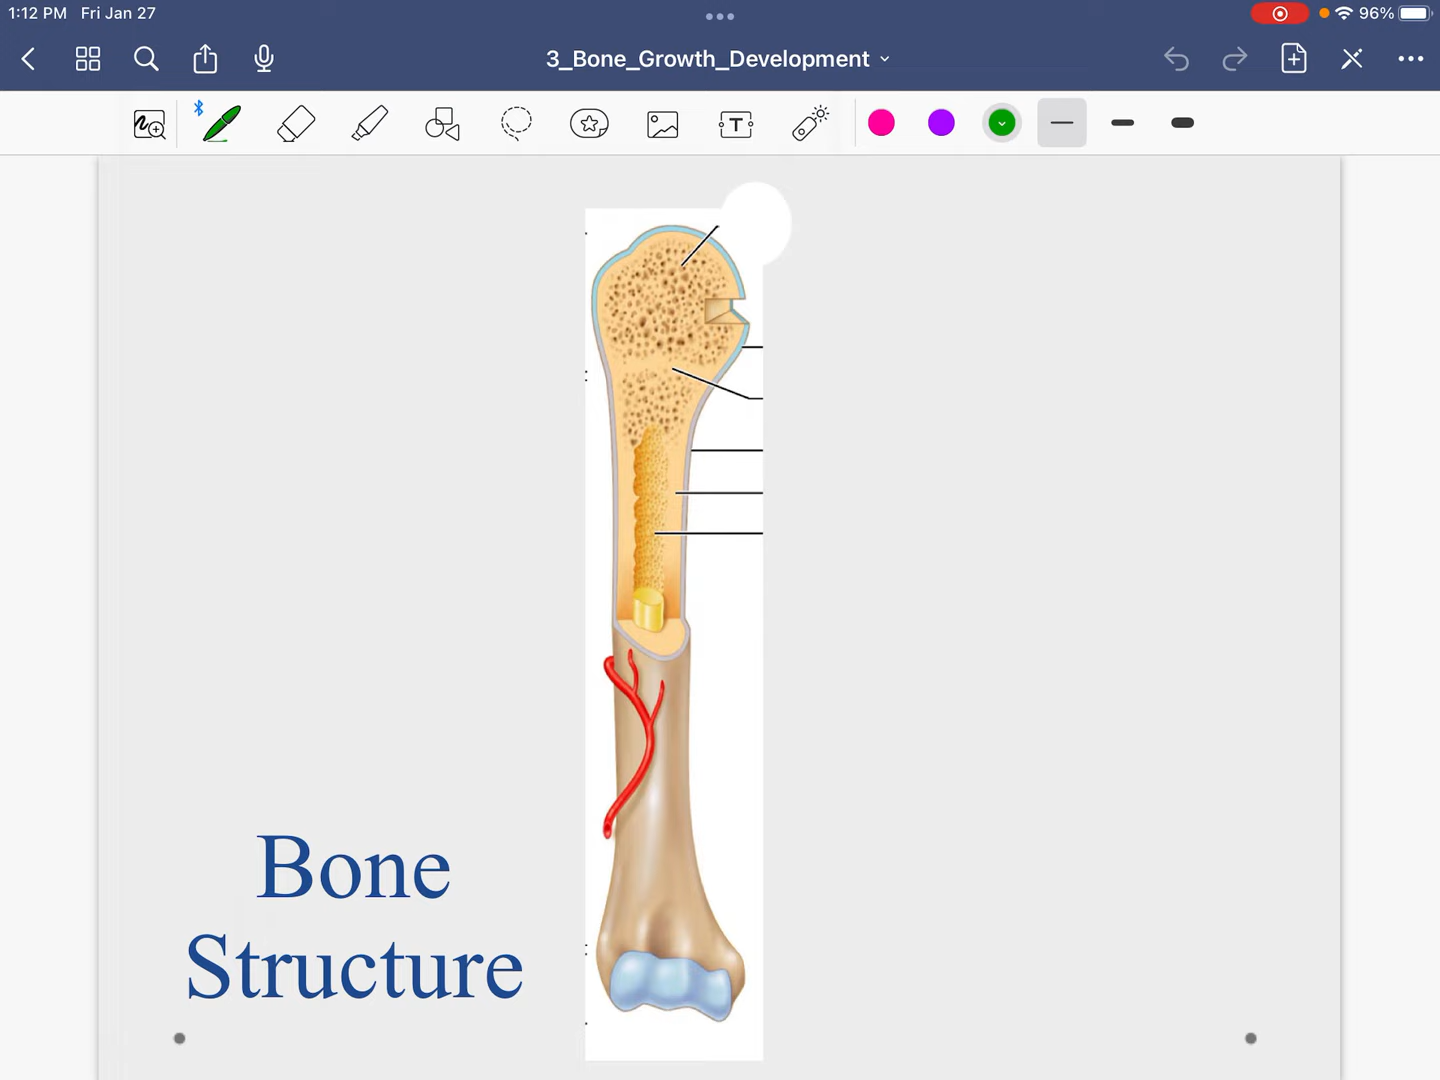 1:12 PM Fri Jan 27
96%
3_Bone_Growth_Development
T
Bone
Structure